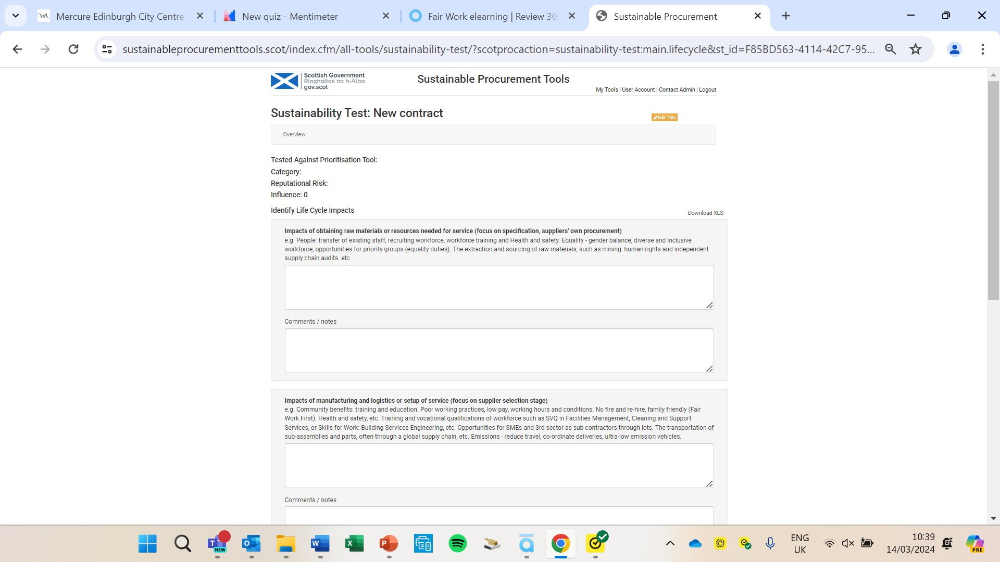 Mercure Edinburgh City Centre
New quiz - Mentimeter
Fair Work elearning | Review 36
Sustainable Procurement
sustainableprocurementtools.scot/index.cfm/all-tools/sustainability-test/?scotprocaction=sustainability-test:main.lifecycle&st_id=F85BD563-4114-42C7-95...
Scottish Government
Riaghaltas na h-Alba
gov.scot
Sustainable Procurement Tools
My Tools | User Account | Contact Admin | Logout
Sustainability Test: New contract
Edit Ttile
Overview
Tested Against Prioritisation Tool:
Category:
Reputational Risk:
Influence: 0
Identify Life Cycle Impacts
Download XLS
Impacts of obtaining raw materials or resources needed for service (focus on specification, suppliers' own procurement)
e.g. People: transfer of existing staff, recruiting workforce, workforce training and Health and safety. Equality - gender balance, diverse and inclusive
workforce, opportunities for priority groups (equality duties). The extraction and sourcing of raw materials, such as mining: human rights and independent
supply chain audits. etc
Comments / notes
Impacts of manufacturing and logistics or setup of service (focus on supplier selection stage)
e.g. Community benefits: training and education. Poor working practices, low pay, working hours and conditions. No fire and re-hire, family friendly (Fair
Work First). Health and safety, etc. Training and vocational qualifications of workforce such as SVQ in Facilities Management, Cleaning and Support
Services, or Skills for Work: Building Services Engineering, etc. Opportunities for SMEs and 3rd sector as sub-contractors through lots. The transportation of
sub-assemblies and parts, often through a global supply chain, etc. Emissions - reduce travel, co-ordinate deliveries, ultra-low emission vehicles.
Comments / notes
T
NEW
O
W
X
P
ENG
UK
10:39
14/03/2024
PRE